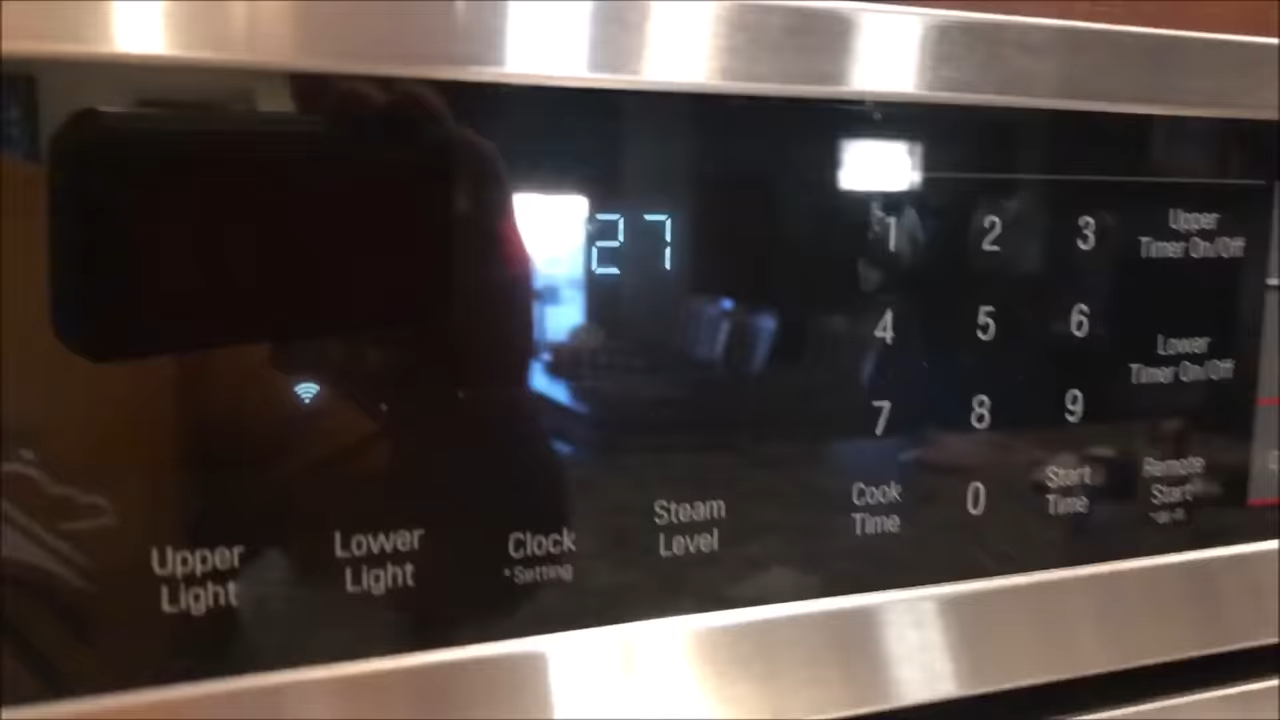 27
1 2 3
Upper
Timer On/Off
4 5 6
Lower
Timer On/Off
7 8 9
Upper
Light
Lower
Light
Clock
• Setting
Steam
Level
Cook
Time
0
Start
Time
Remote
Start